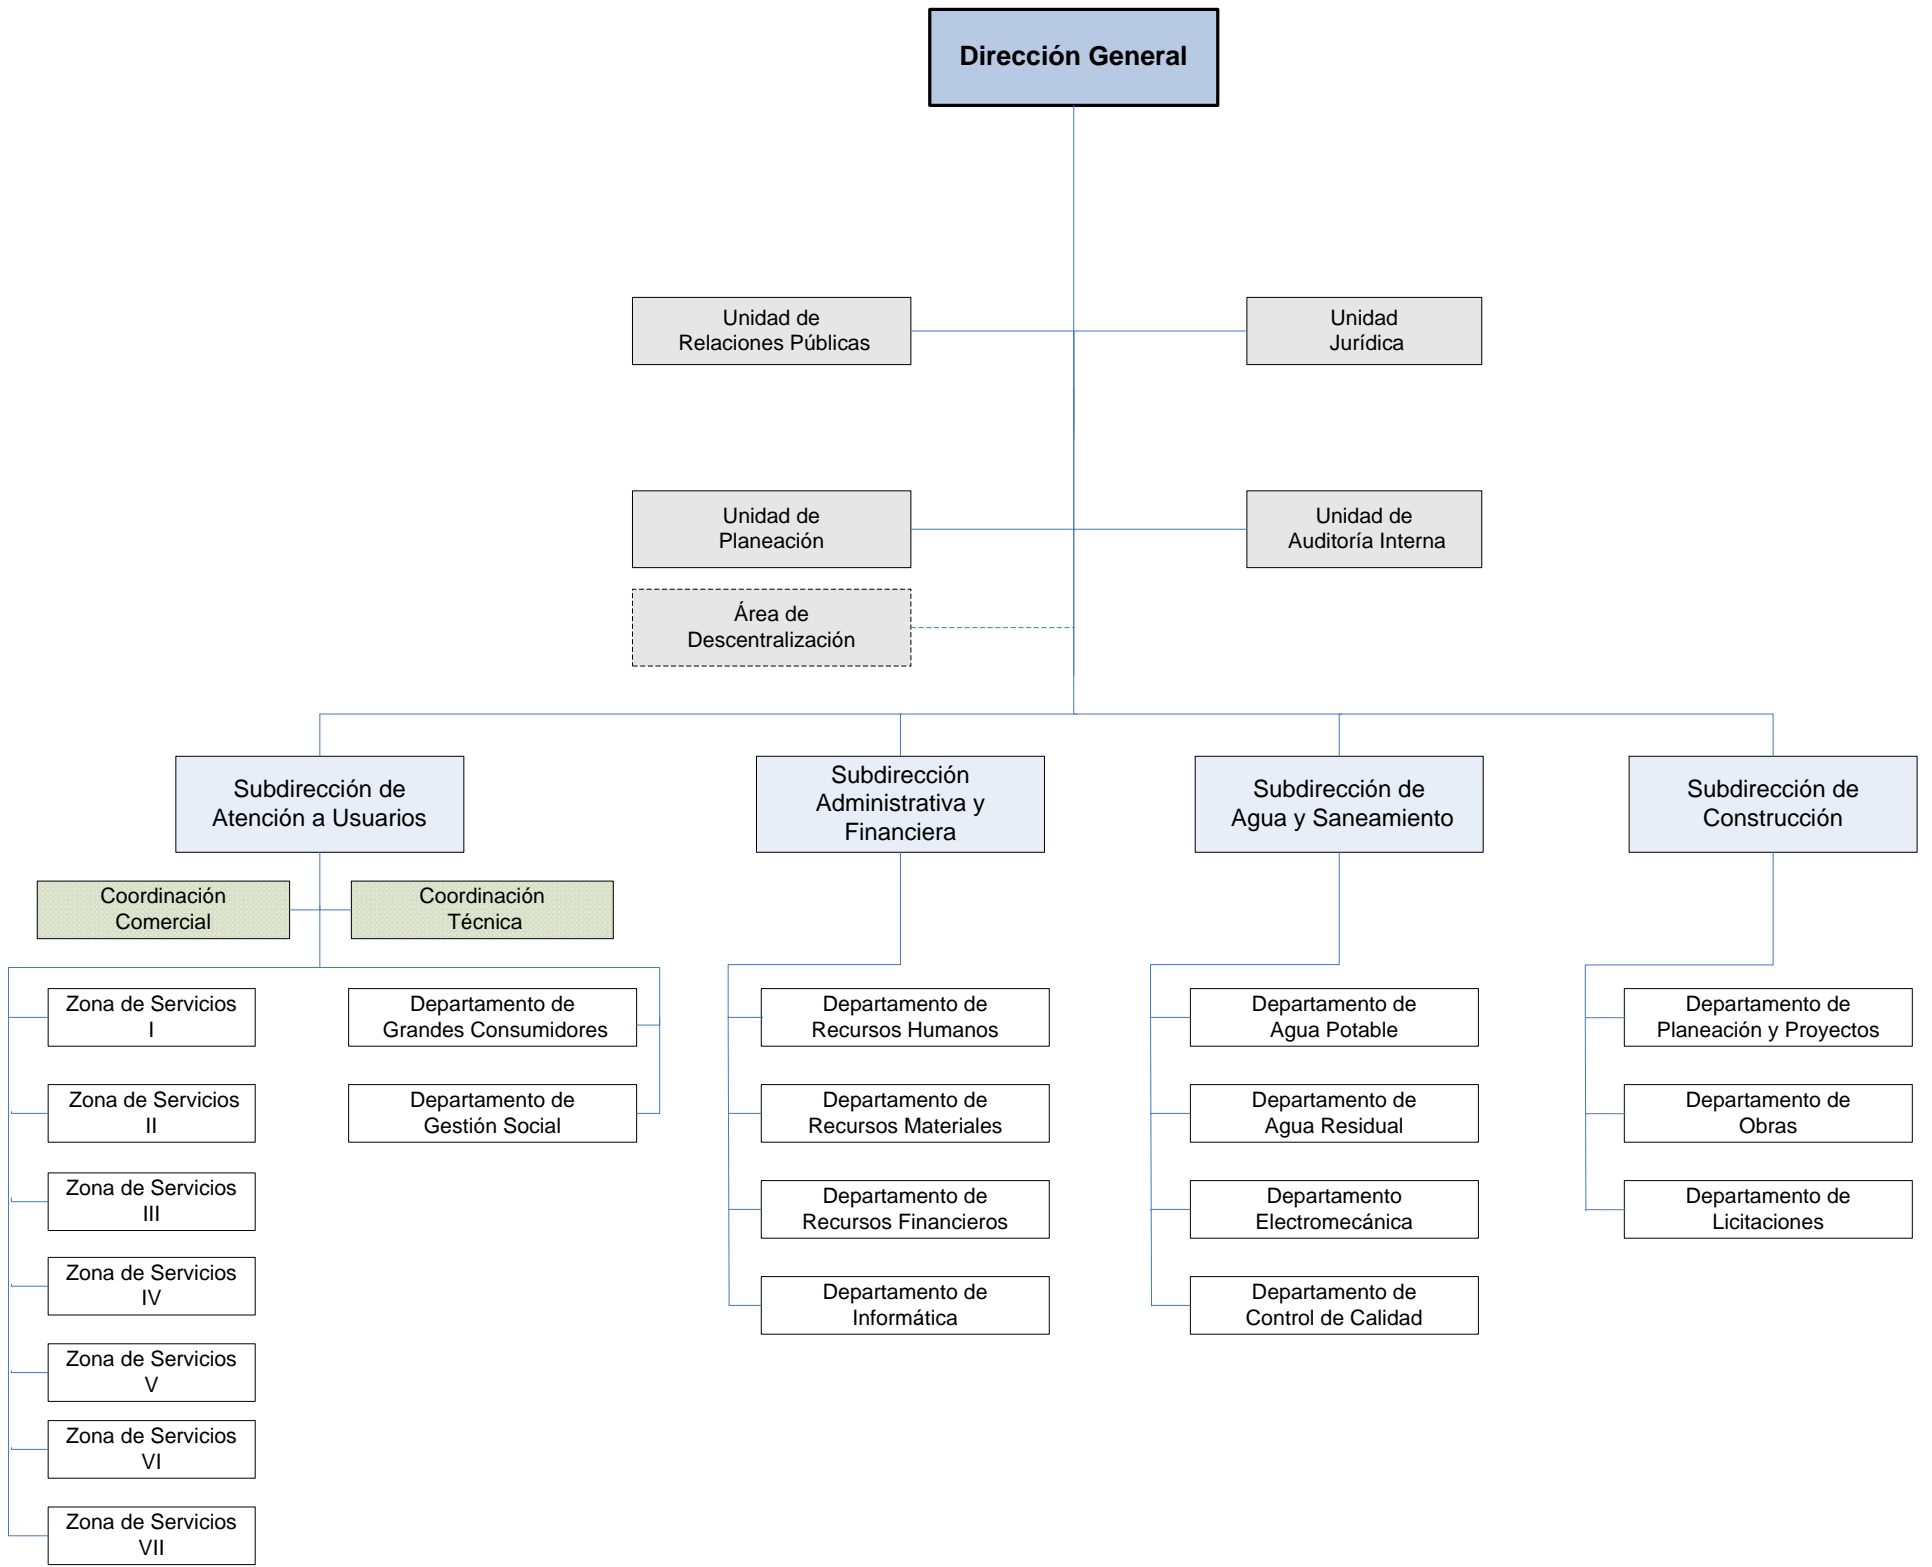 Dirección General
Unidad de
Relaciones Públicas
Unidad
Jurídica
Unidad de
Planeación
Unidad de
Auditoría Interna
Área de
Descentralización
Subdirección de
Atención a Usuarios
Subdirección
Administrativa y
Financiera
Subdirección de
Agua y Saneamiento
Subdirección de
Construcción
Coordinación
Comercial
Coordinación
Técnica
Zona de Servicios
I
Zona de Servicios
II
Zona de Servicios
III
Zona de Servicios
IV
Zona de Servicios
V
Zona de Servicios
VI
Zona de Servicios
VII
Departamento de
Grandes Consumidores
Departamento de
Gestión Social
Departamento de
Recursos Humanos
Departamento de
Recursos Materiales
Departamento de
Recursos Financieros
Departamento de
Informática
Departamento de
Agua Potable
Departamento de
Agua Residual
Departamento
Electromecánica
Departamento de
Control de Calidad
Departamento de
Planeación y Proyectos
Departamento de
Obras
Departamento de
Licitaciones